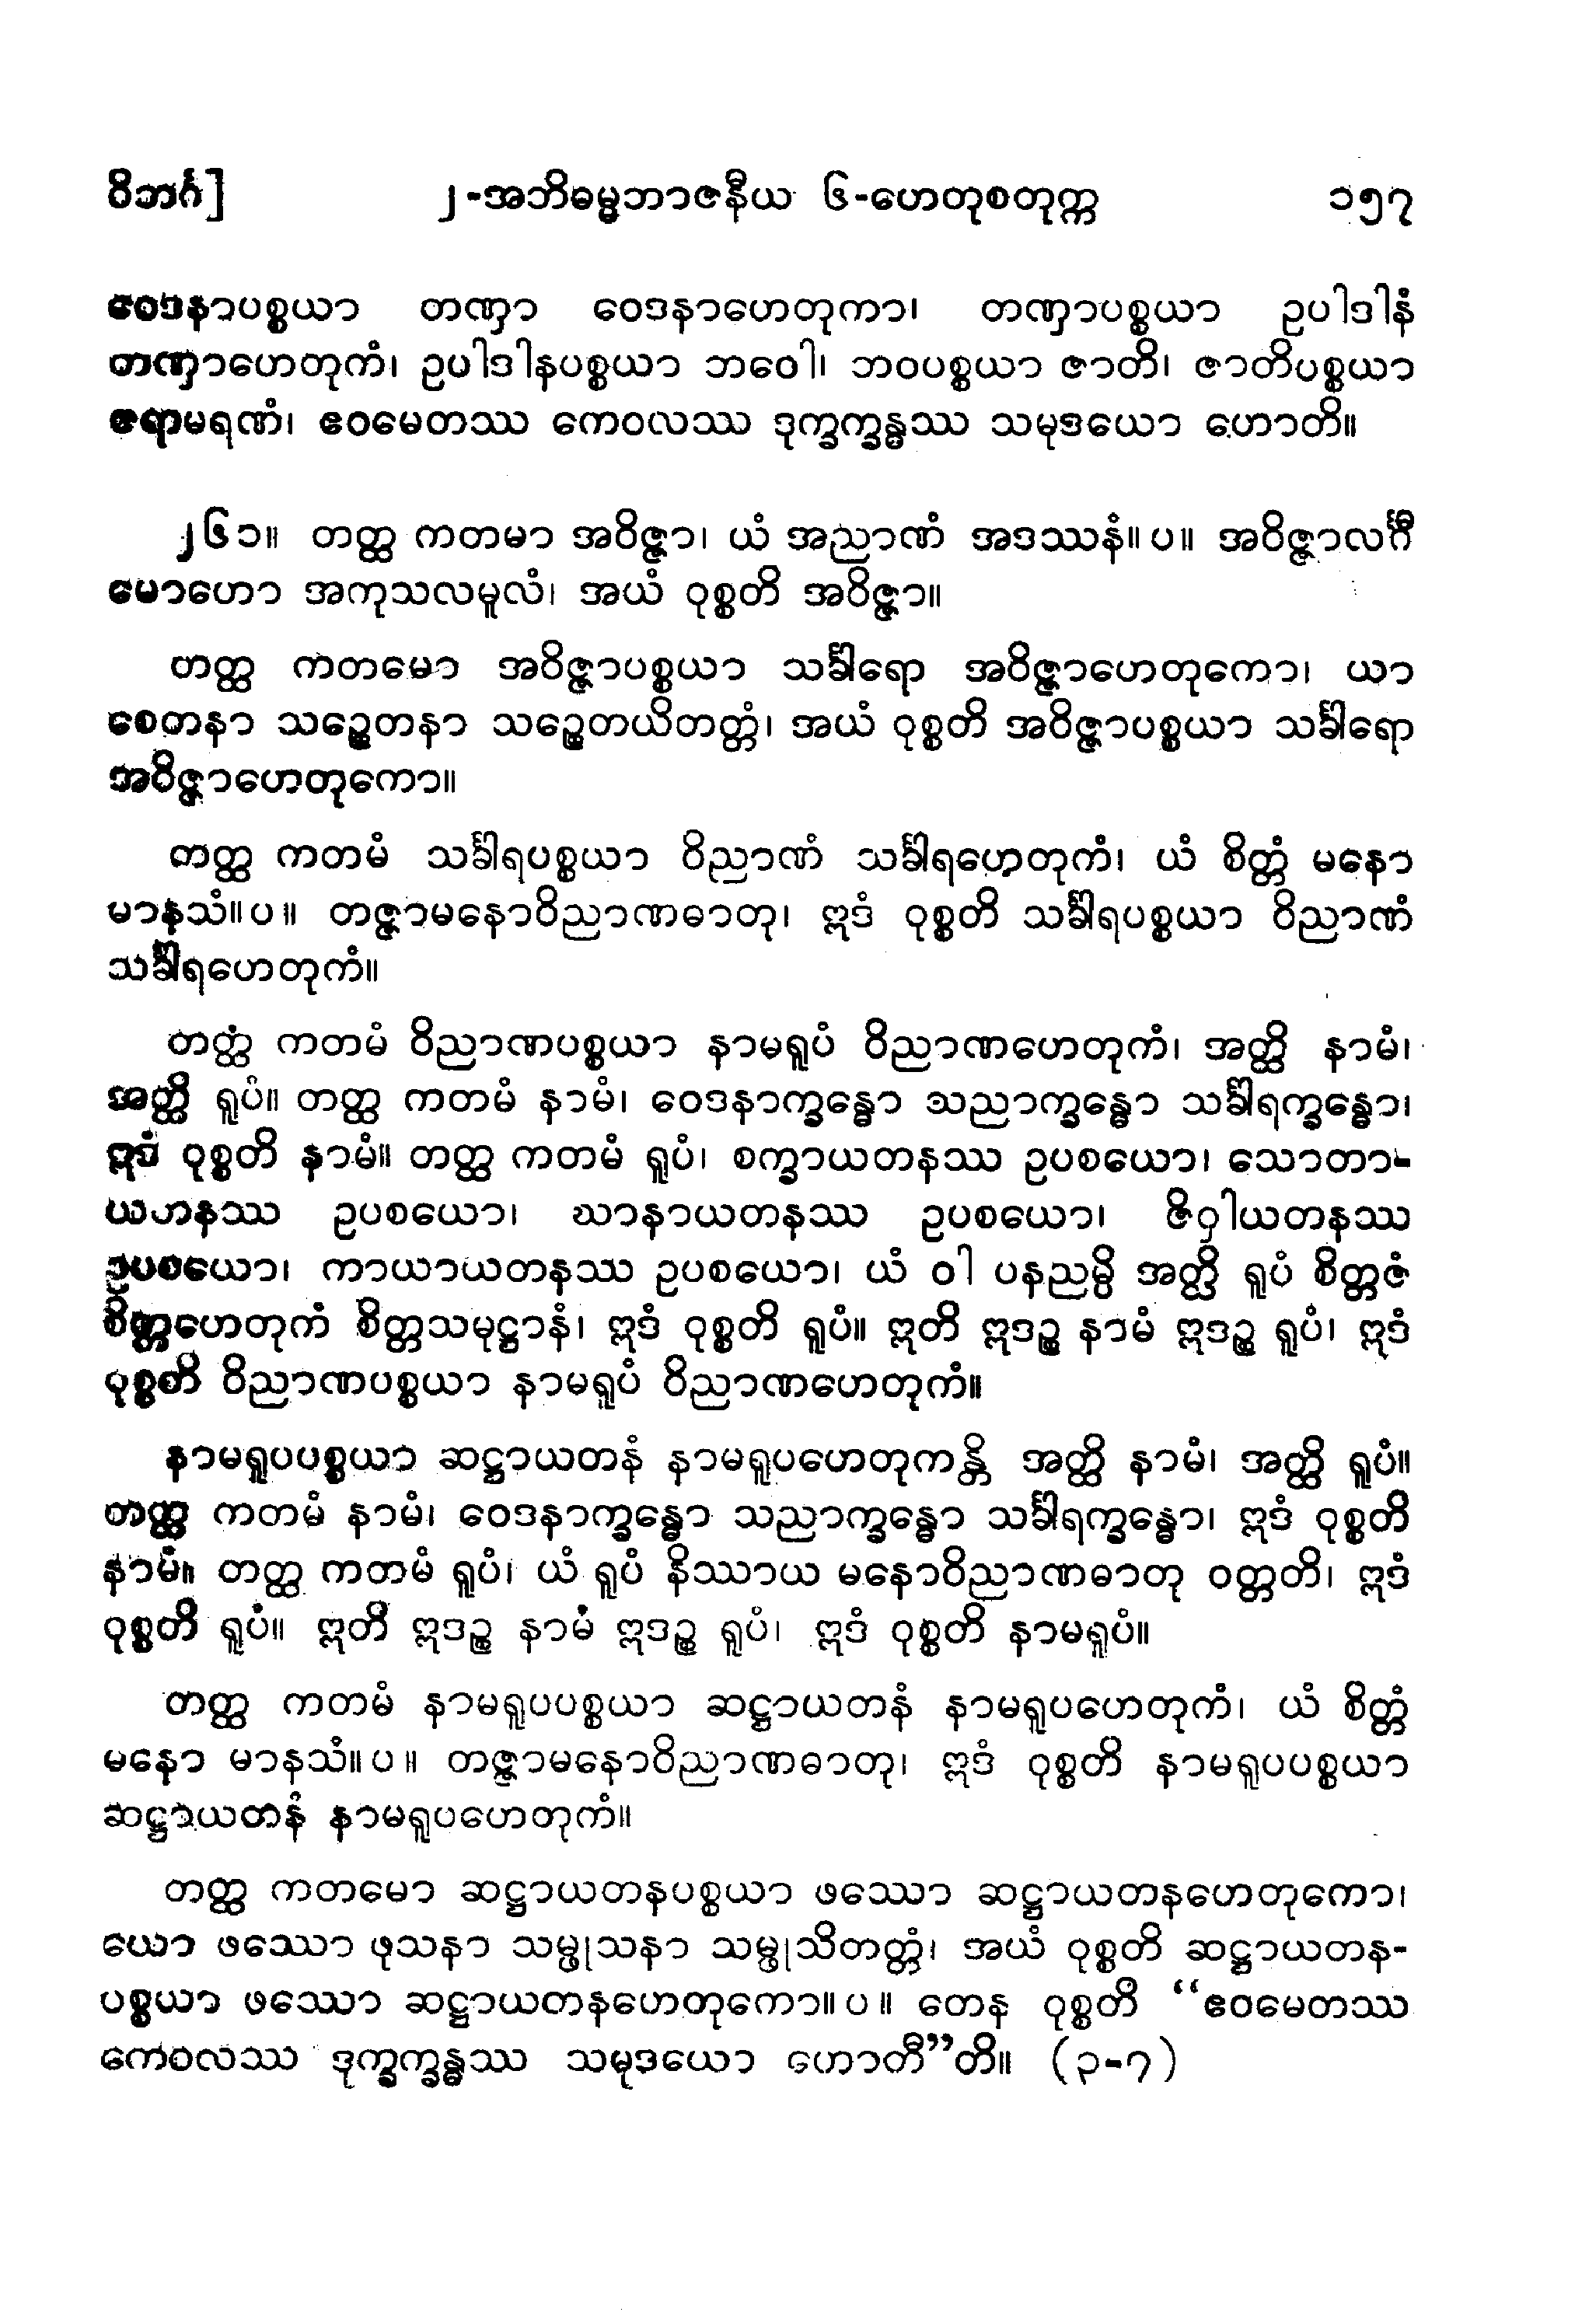 ဝိဘင်္ဂ] ၂-အဘိဓမ္မဘာဇနီယ ၆-ဟေတုစတုက္က ၁၅၇
ဝေဒနာပစ္စယာ တဏှာ ဝေဒနာဟေတုကာ၊ တဏှာပစ္စယာ ဥပါဒါနံ
တဏှာဟေတုကံ၊ ဥပါဒါနပစ္စယာ ဘဝေါ၊ ဘဝပစ္စယာ ဇာတိ၊ ဇာတိပစ္စယာ
ဇရာမရဏံ၊ ဧဝမေတဿ ကေဝလဿ ဒုက္ခက္ခန္ဓဿ သမုဒယော ဟောတိ။
၂၆၁။ တတ္ထ ကတမာ အဝိဇ္ဇာ၊ ယံ အညာဏံ အဒဿနံ။ပ။ အဝိဇ္ဇာလင်္ဂီ
မောဟော အကုသလမူလံ၊ အယံ ဝုစ္စတိ အဝိဇ္ဇာ။
တတ္ထ ကတမော အဝိဇ္ဇာပစ္စယာ သင်္ခါရော အဝိဇ္ဇာဟေတုကော၊ ယာ
စေတနာ သဉ္စေတနာ သဉ္စေတယိတတ္တံ၊ အယံ ဝုစ္စတိ အဝိဇ္ဇာပစ္စယာ သင်္ခါရော
အဝိဇ္ဇာဟေတုကော။
တတ္ထ ကတမံ သင်္ခါရပစ္စယာ ဝိညာဏံ သင်္ခါရဟေတုကံ၊ ယံ စိတ္တံ မနော
မာနသံ။ပ။ တဇ္ဇာမနောဝိညာဏဓာတု၊ ဣဒံ ဝုစ္စတိ သင်္ခါရပစ္စယာ ဝိညာဏံ
သင်္ခါရဟေတုကံ။
တတ္ထံ ကတမံ ဝိညာဏပစ္စယာ နာမရူပံ ဝိညာဏဟေတုကံ၊ အတ္ထိ နာမံ၊
အတ္ထိ ရူပံ။ တတ္ထ ကတမံ နာမံ၊ ဝေဒနာက္ခန္ဓော သညာက္ခန္ဓော သင်္ခါရက္ခန္ဓော၊
ဣဒံ ဝုစ္စတိ နာမံ။ တတ္ထ ကတမံ ရူပံ၊ စက္ခာယတနဿ ဥပစယော၊ သောတာ-
ယတနဿ ဥပစယော၊ ဃာနာယတနဿ ဥပစယော၊ ဇိဝှါယတနဿ
ဥပစယော၊ ကာယာယတနဿ ဥပစယော၊ ယံ ဝါ ပနညမ္ပိ အတ္ထိ ရူပံ စိတ္တဇံ
စိတ္တဟေတုကံ စိတ္တသမုဋ္ဌာနံ၊ ဣဒံ ဝုစ္စတိ ရူပံ။ ဣတိ ဣဒဉ္စ နာမံ ဣဒဉ္စ ရူပံ၊ ဣဒံ
ဝုစ္စတိ ဝိညာဏပစ္စယာ နာမရူပံ ဝိညာဏဟေတုကံ။
နာမရူပပစ္စယာ ဆဋ္ဌာယတနံ နာမရူပဟေတုကန္တိ အတ္ထိ နာမံ၊ အတ္ထိ ရူပံ။
တတ္ထ ကတမံ နာမံ၊ ဝေဒနာက္ခန္ဓော သညာက္ခန္ဓော သင်္ခါရက္ခန္ဓော၊ ဣဒံ ဝုစ္စတိ
နာမံ။ တတ္ထ ကတမံ ရူပံ၊ ယံ ရူပံ နိဿာယ မနောဝိညာဏဓာတု ဝတ္တတိ၊ ဣဒံ
ဝုစ္စတိ ရူပံ။ ဣတိ ဣဒဉ္စ နာမံ ဣဒဉ္စ ရူပံ၊ ဣဒံ ဝုစ္စတိ နာမရူပံ။
တတ္ထ ကတမံ နာမရူပပစ္စယာ ဆဋ္ဌာယတနံ နာမရူပဟေတုကံ၊ ယံ စိတ္တံ
မနော မာနသံ။ပ။ တဇ္ဇာမနောဝိညာဏဓာတု၊ ဣဒံ ဝုစ္စတိ နာမရူပပစ္စယာ
ဆဋ္ဌာယတနံ နာမရူပဟေတုကံ။
တတ္ထ ကတမော ဆဋ္ဌာယတနပစ္စယာ ဖဿော ဆဋ္ဌာယတနဟေတုကော၊
ယော ဖဿော ဖုသနာ သမ္ဖုသနာ သမ္ဖုသိတတ္တံ၊ အယံ ဝုစ္စတိ ဆဋ္ဌာယတန-
ပစ္စယာ ဖဿော ဆဋ္ဌာယတနဟေတုကော။ပ။ တေန ဝုစ္စတိ “ဧဝမေတဿ
ကေဝလဿ ဒုက္ခက္ခန္ဓဿ သမုဒယော ဟောတီ”တိ။ (၃-၇)